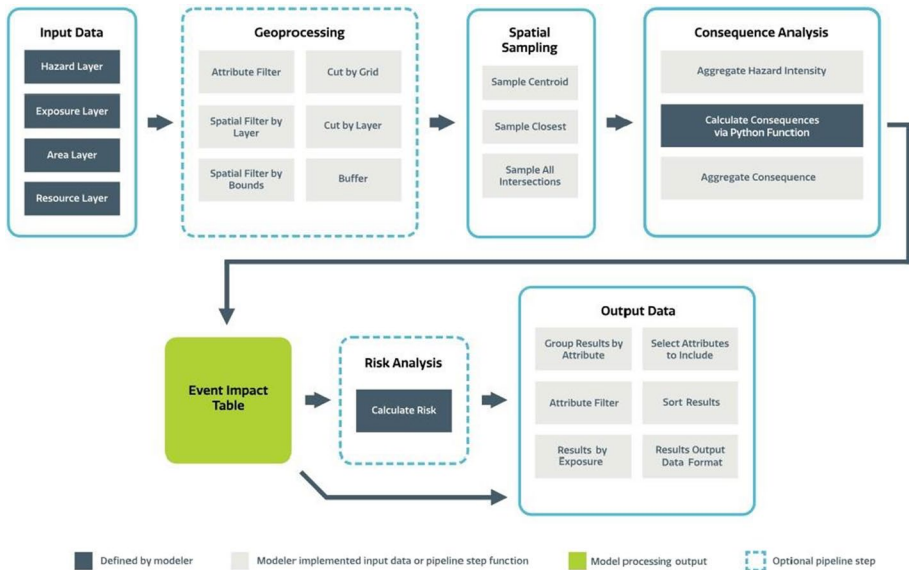 Input Data
Hazard Layer
Exposure Layer
Area Layer
Resource Layer
Geoprocessing
Attribute Filter
Cut by Grid
Spatial Filter by
Layer
Cut by Layer
Spatial Filter by
Bounds
Buffer
Spatial
Sampling
Sample Centroid
Sample Closest
Sample All
Intersections
Consequence Analysis
Aggregate Hazard Intensity
Calculate Consequences
via Python Function
Aggregate Consequence
Event Impact
Table
Risk Analysis
Calculate Risk
Output Data
Group Results by
Attribute
Select Attributes
to Include
Attribute Filter
Sort Results
Results by
Exposure
Results Output
Data Format
Defined by modeler
Modeler implemented input data or pipeline step function
Model processing output
Optional pipeline step